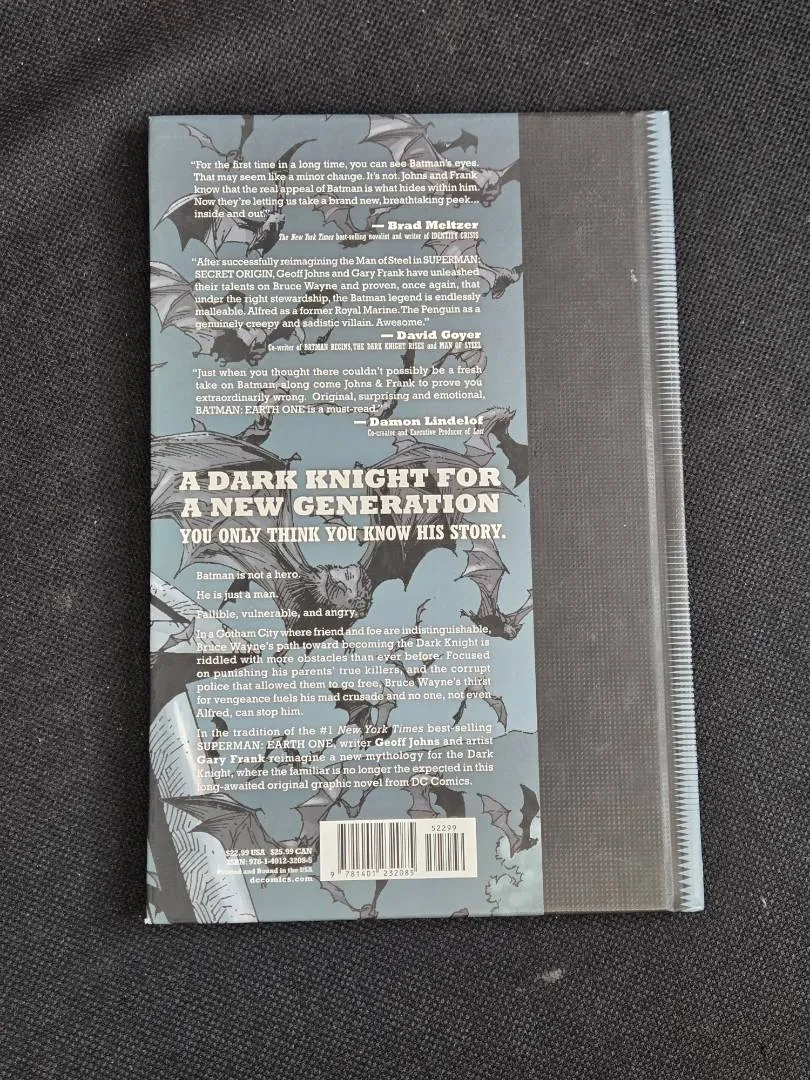 “For the first time in a long time, you can see Batman's eyes.
That may seem like a minor change. It's not. Johns and Frank
know that the real appeal of Batman is what hides within him.
Now they're letting us take a brand new, breathtaking peek...
inside and out.”
— Brad Meltzer
The New York Times best-selling novelist and writer of IDENTITY CRISIS
“After successfully reimagining the Man of Steel in SUPERMAN:
SECRET ORIGIN, Geoff Johns and Gary Frank have unleashed
their talents on Bruce Wayne and proven, once again, that
under the right stewardship, the Batman legend is endlessly
malleable. Alfred as a former Royal Marine. The Penguin as a
genuinely creepy and sadistic villain. Awesome.”
— David Goyer
Co-writer of BATMAN BEGINS, THE DARK KNIGHT RISES and MAN OF STEEL
“Just when you thought there couldn't possibly be a fresh
take on Batman, along come Johns & Frank to prove you
extraordinarily wrong. Original, surprising and emotional,
BATMAN: EARTH ONE is a must-read.”
— Damon Lindelof
Co-creator and Executive Producer of Lost
A DARK KNIGHT FOR
A NEW GENERATION
YOU ONLY THINK YOU KNOW HIS STORY.
Batman is not a hero.
He is just a man.
Fallible, vulnerable, and angry.
In a Gotham City where friend and foe are indistinguishable,
Bruce Wayne's path toward becoming the Dark Knight is
riddled with more obstacles than ever before. Focused
on punishing his parents' true killers, and the corrupt
police that allowed them to go free, Bruce Wayne's thirst
for vengeance fuels his mad crusade and no one, not even
Alfred, can stop him.
In the tradition of the #1 New York Times best-selling
SUPERMAN: EARTH ONE, writer Geoff Johns and artist
Gary Frank reimagine a new mythology for the Dark
Knight, where the familiar is no longer the expected in this
long-awaited original graphic novel from DC Comics.
$22.99 USA $25.99 CAN
ISBN: 978-1-4012-3208-5
Printed and Bound in the USA
dccomics.com
52299
9 781401 232085